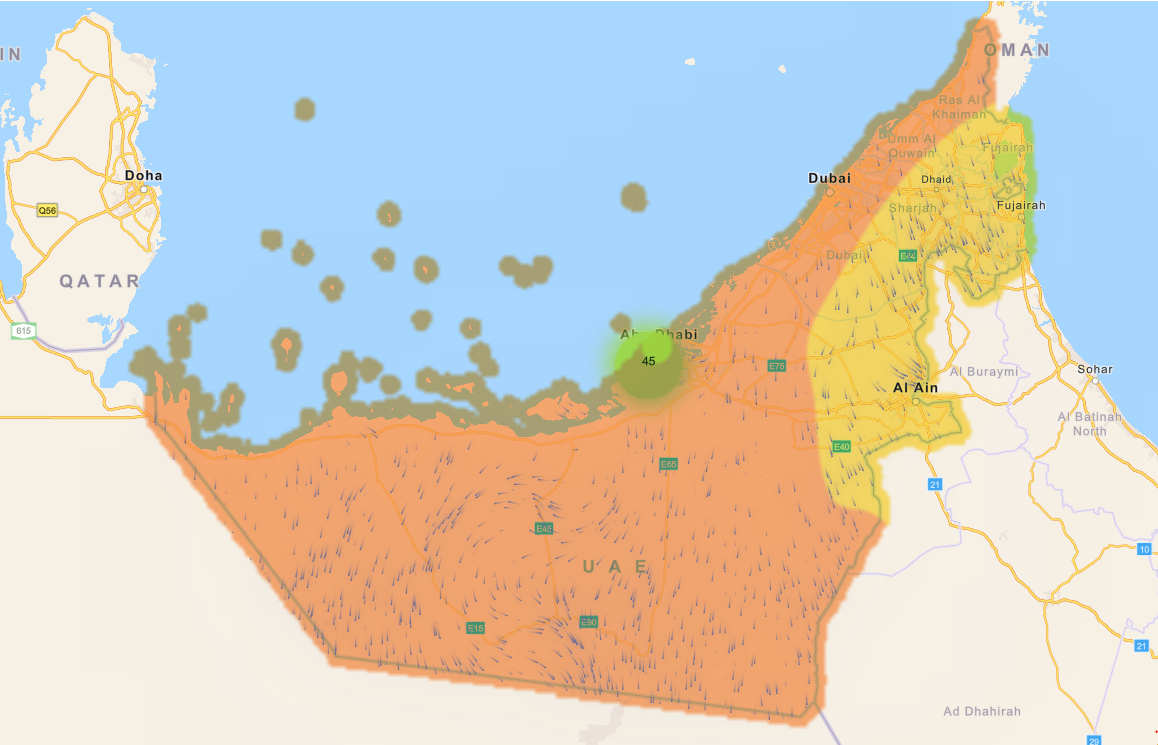 IN
OMAN
Ras Al
Khaimah
Umm Al
Quwain
Fujairah
Doha
Dubai
Dhaid
Q56
Sharjah
Fujairah
QATAR
Dubai
E44
615
Abu Dhabi
45
E75
Al Buraymi
Sohar
Al Ain
Al Batinah
North
E40
E65
21
E45
10
UAE
E15
E90
21
Ad Dhahirah
29